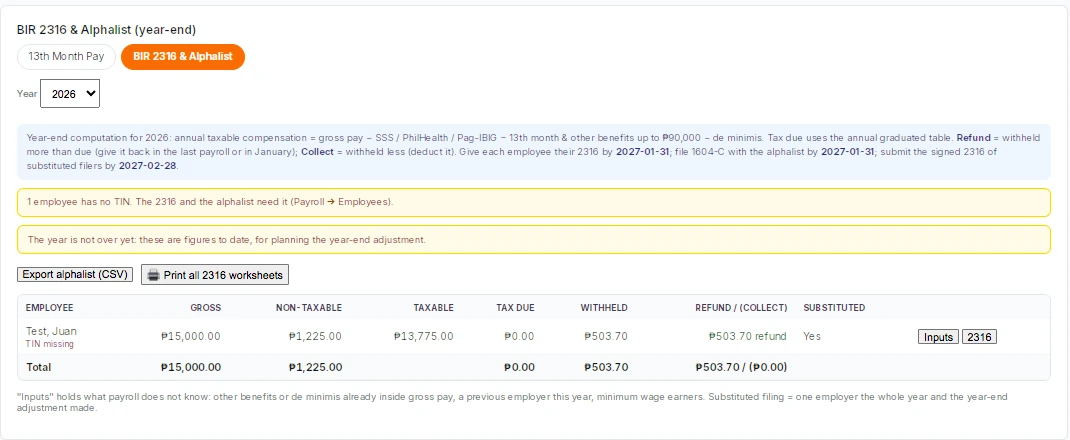 BIR 2316 & Alphalist (year-end)
13th Month Pay BIR 2316 & Alphalist
Year 2026
Year-end computation for 2026: annual taxable compensation = gross pay − SSS / PhilHealth / Pag-IBIG − 13th month & other benefits up to ₱90,000 − de minimis. Tax due uses the annual graduated table. Refund = withheld
more than due (give it back in the last payroll or in January); Collect = withheld less (deduct it). Give each employee their 2316 by 2027-01-31; file 1604-C with the alphalist by 2027-01-31; submit the signed 2316 of
substituted filers by 2027-02-28.
1 employee has no TIN. The 2316 and the alphalist need it (Payroll → Employees).
The year is not over yet: these are figures to date, for planning the year-end adjustment.
Export alphalist (CSV) 🖨 Print all 2316 worksheets
EMPLOYEE GROSS NON-TAXABLE TAXABLE TAX DUE WITHHELD REFUND / (COLLECT) SUBSTITUTED
Test, Juan ₱15,000.00 ₱1,225.00 ₱13,775.00 ₱0.00 ₱503.70 ₱503.70 refund Yes Inputs 2316
TIN missing
Total ₱15,000.00 ₱1,225.00 ₱0.00 ₱503.70 ₱503.70 / (₱0.00)
"Inputs" holds what payroll does not know: other benefits or de minimis already inside gross pay, a previous employer this year, minimum wage earners. Substituted filing = one employer the whole year and the year-end
adjustment made.